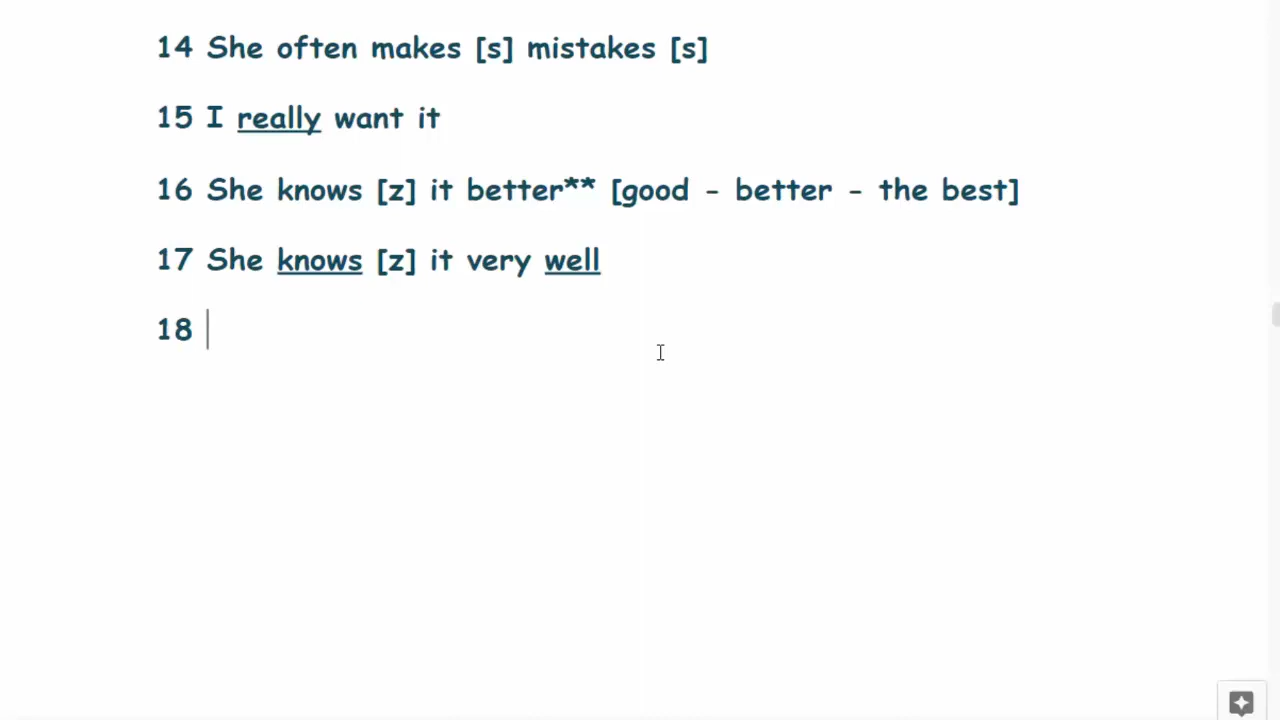 14 She often makes [s] mistakes [s]
15 I really want it
16 She knows [z] it better** [good - better - the best]
17 She knows [z] it very well
18